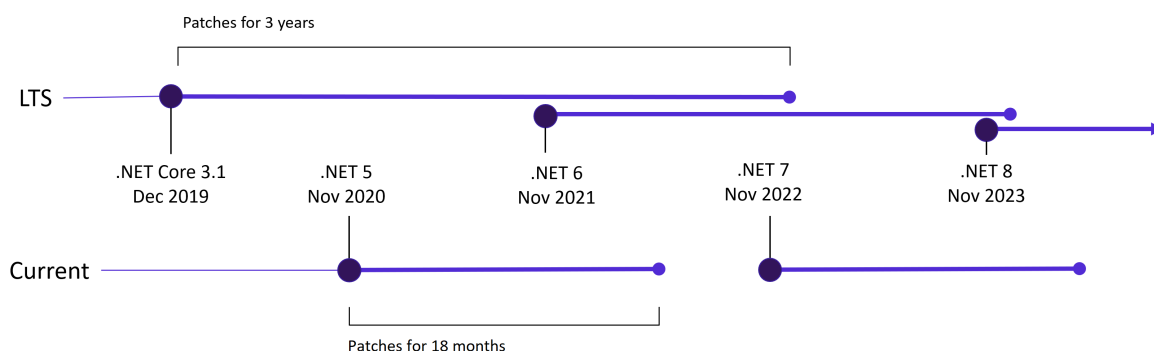 Patches for 3 years
LTS
.NET Core 3.1
Dec 2019
.NET 5
Nov 2020
.NET 6
Nov 2021
.NET 7
Nov 2022
.NET 8
Nov 2023
Current
Patches for 18 months